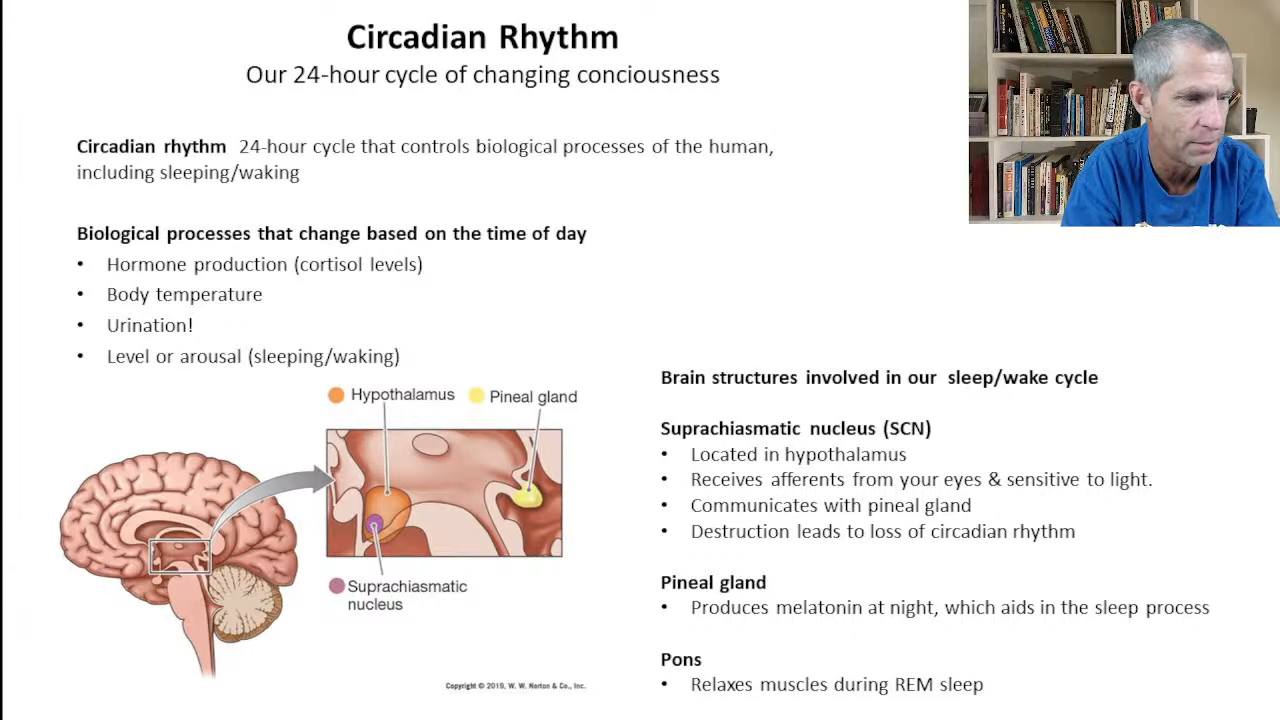 Circadian Rhythm
Our 24-hour cycle of changing conciousness
Circadian rhythm 24-hour cycle that controls biological processes of the human,
including sleeping/waking
Biological processes that change based on the time of day
• Hormone production (cortisol levels)
• Body temperature
• Urination!
• Level or arousal (sleeping/waking)
Hypothalamus
Pineal gland
Suprachiasmatic
nucleus
Copyright © 2019, W. W. Norton & Co., Inc.
Brain structures involved in our sleep/wake cycle
Suprachiasmatic nucleus (SCN)
• Located in hypothalamus
• Receives afferents from your eyes & sensitive to light.
• Communicates with pineal gland
• Destruction leads to loss of circadian rhythm
Pineal gland
• Produces melatonin at night, which aids in the sleep process
Pons
• Relaxes muscles during REM sleep